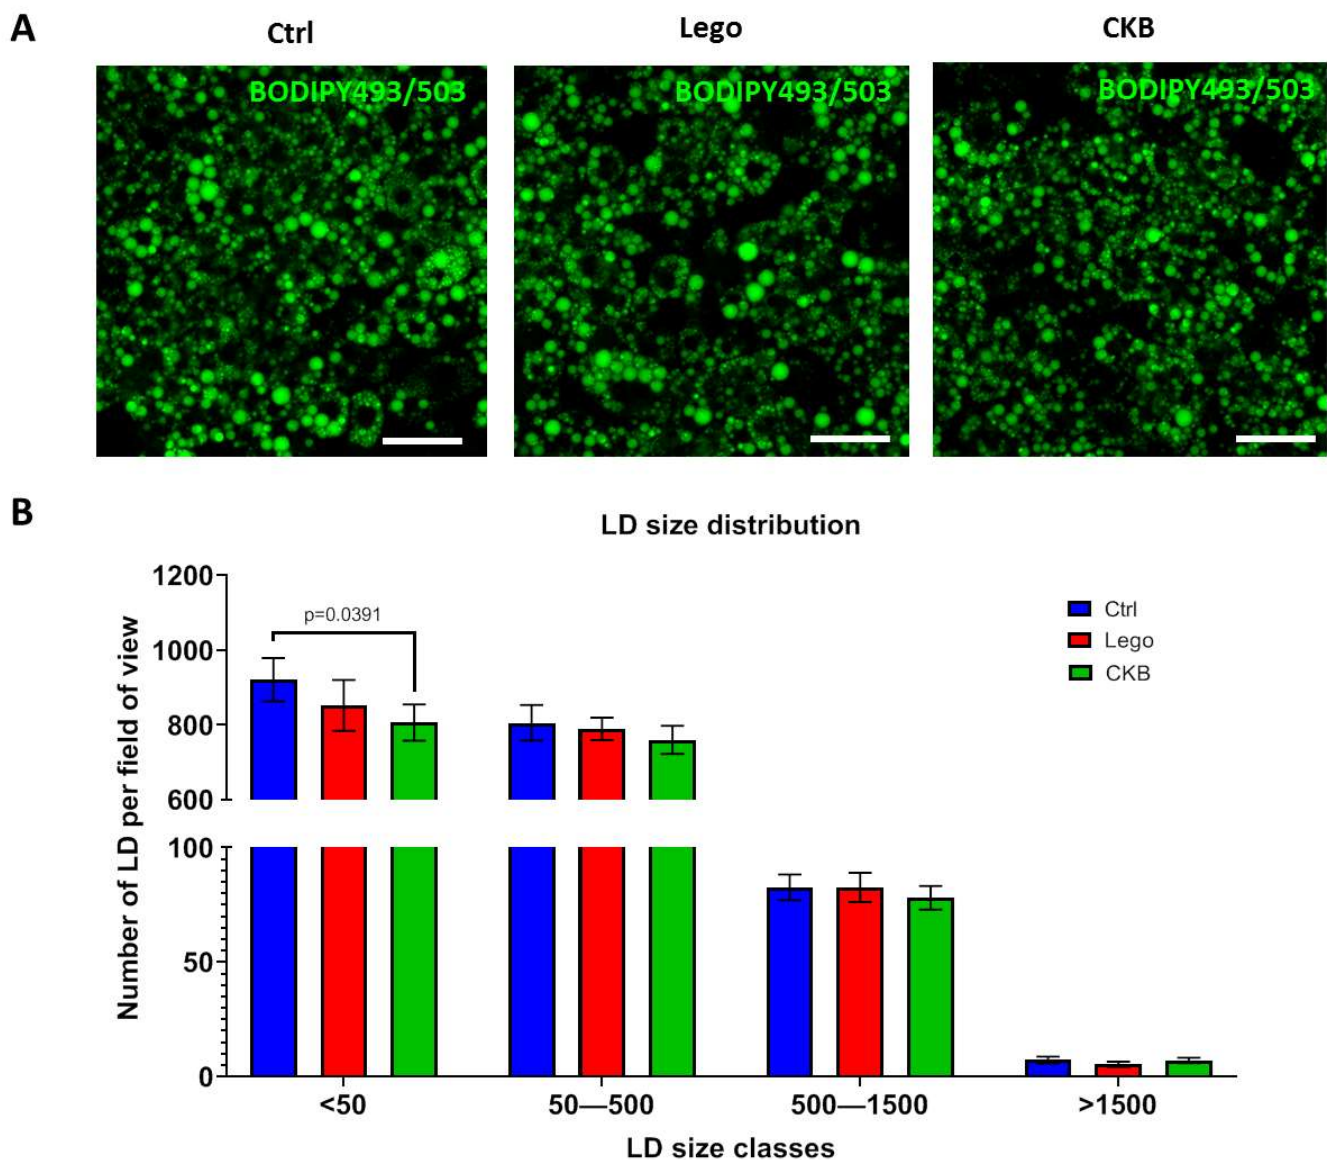 A
Ctrl
Lego
CKB
BODIPY493/503
BODIPY493/503
BODIPY493/503
B
LD size distribution
Number of LD per field of view
1200
1000
800
600
100
50
0
p=0.0391
Ctrl
Lego
CKB
<50
50—500
500—1500
>1500
LD size classes